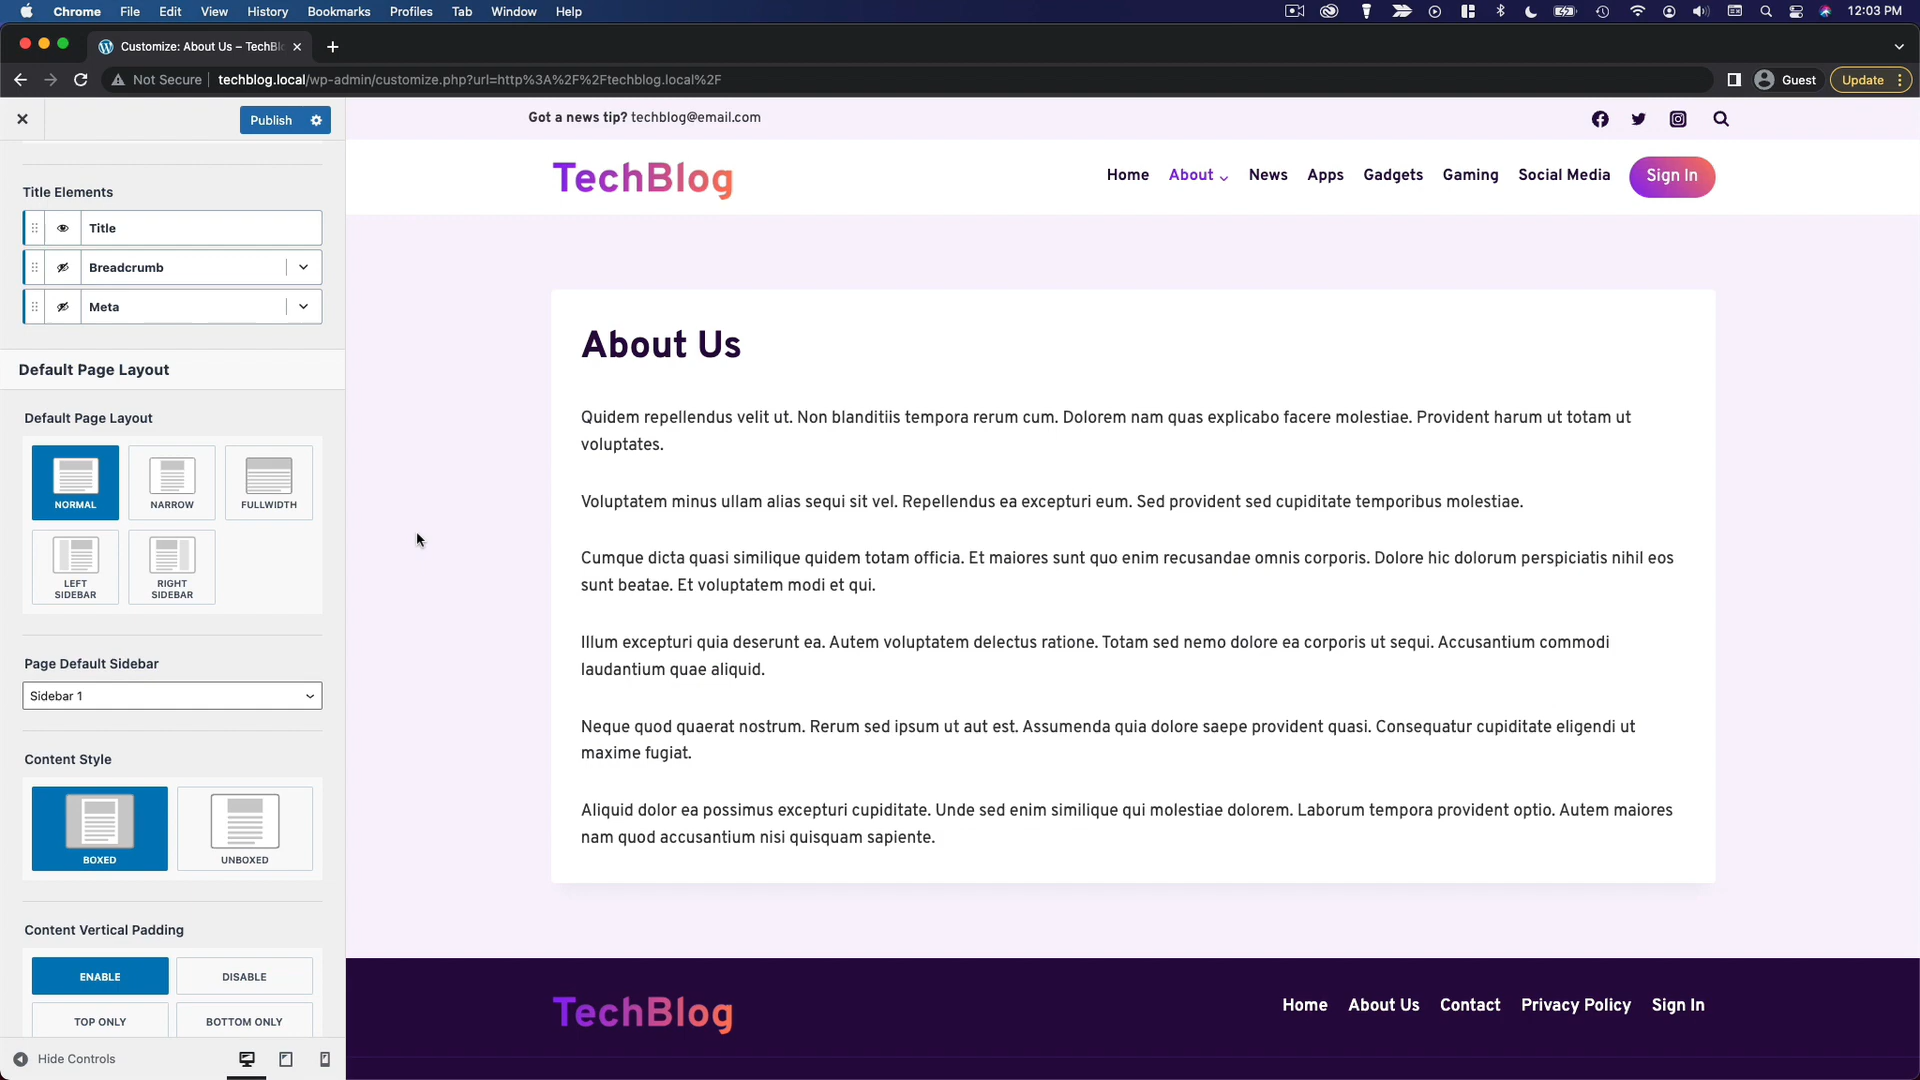 Chrome File Edit View History Bookmarks Profiles Tab Window Help 12:03 PM
Customize: About Us – TechBl
Not Secure techblog.local/wp-admin/customize.php?url=http%3A%2F%2Ftechblog.local%2F Guest Update
Publish
Title Elements
Title
Breadcrumb
Meta
Default Page Layout
Default Page Layout
NORMAL NARROW FULLWIDTH
LEFT SIDEBAR
RIGHT SIDEBAR
Page Default Sidebar
Sidebar 1
Content Style
BOXED UNBOXED
Content Vertical Padding
ENABLE DISABLE
TOP ONLY BOTTOM ONLY
Hide Controls
Got a news tip? techblog@email.com
TechBlog
Home About News Apps Gadgets Gaming Social Media Sign In
About Us
Quidem repellendus velit ut. Non blanditiis tempora rerum cum. Dolorem nam quas explicabo facere molestiae. Provident harum ut totam ut
voluptates.
Voluptatem minus ullam alias sequi sit vel. Repellendus ea excepturi eum. Sed provident sed cupiditate temporibus molestiae.
Cumque dicta quasi similique quidem totam officia. Et maiores sunt quo enim recusandae omnis corporis. Dolore hic dolorum perspiciatis nihil eos
sunt beatae. Et voluptatem modi et qui.
Illum excepturi quia deserunt ea. Autem voluptatem delectus ratione. Totam sed nemo dolore ea corporis ut sequi. Accusantium commodi
laudantium quae aliquid.
Neque quod quaerat nostrum. Rerum sed ipsum ut aut est. Assumenda quia dolore saepe provident quasi. Consequatur cupiditate eligendi ut
maxime fugiat.
Aliquid dolor ea possimus excepturi cupiditate. Unde sed enim similique qui molestiae dolorem. Laborum tempora provident optio. Autem maiores
nam quod accusantium nisi quisquam sapiente.
TechBlog
Home About Us Contact Privacy Policy Sign In